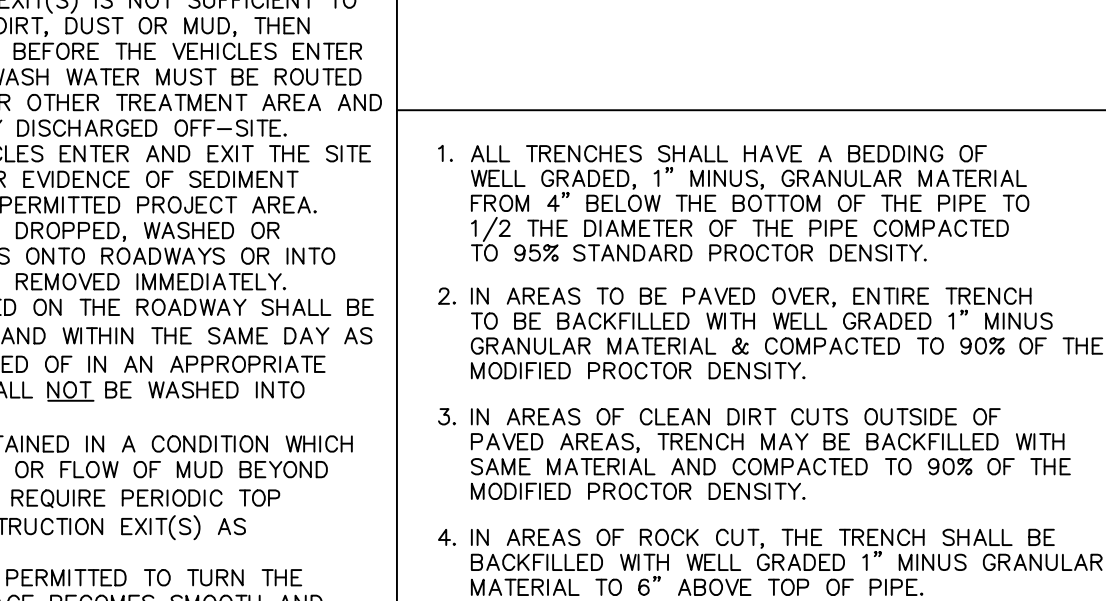 EXIT(S) IS NOT SUFFICIENT TO
DIRT, DUST OR MUD, THEN
BEFORE THE VEHICLES ENTER
WASH WATER MUST BE ROUTED
R OTHER TREATMENT AREA AND
DISCHARGED OFF–SITE.
CLES ENTER AND EXIT THE SITE
R EVIDENCE OF SEDIMENT
PERMITTED PROJECT AREA.
DROPPED, WASHED OR
S ONTO ROADWAYS OR INTO
REMOVED IMMEDIATELY.
ED ON THE ROADWAY SHALL BE
AND WITHIN THE SAME DAY AS
ED OF IN AN APPROPRIATE
ALL NOT BE WASHED INTO
TAINED IN A CONDITION WHICH
OR FLOW OF MUD BEYOND
REQUIRE PERIODIC TOP
TRUCTION EXIT(S) AS
PERMITTED TO TURN THE
BECOMES SMOOTH AND
1. ALL TRENCHES SHALL HAVE A BEDDING OF
WELL GRADED, 1" MINUS, GRANULAR MATERIAL
FROM 4" BELOW THE BOTTOM OF THE PIPE TO
1/2 THE DIAMETER OF THE PIPE COMPACTED
TO 95% STANDARD PROCTOR DENSITY.
2. IN AREAS TO BE PAVED OVER, ENTIRE TRENCH
TO BE BACKFILLED WITH WELL GRADED 1" MINUS
GRANULAR MATERIAL & COMPACTED TO 90% OF THE
MODIFIED PROCTOR DENSITY.
3. IN AREAS OF CLEAN DIRT CUTS OUTSIDE OF
PAVED AREAS, TRENCH MAY BE BACKFILLED WITH
SAME MATERIAL AND COMPACTED TO 90% OF THE
MODIFIED PROCTOR DENSITY.
4. IN AREAS OF ROCK CUT, THE TRENCH SHALL BE
BACKFILLED WITH WELL GRADED 1" MINUS GRANULAR
MATERIAL TO 6" ABOVE TOP OF PIPE.